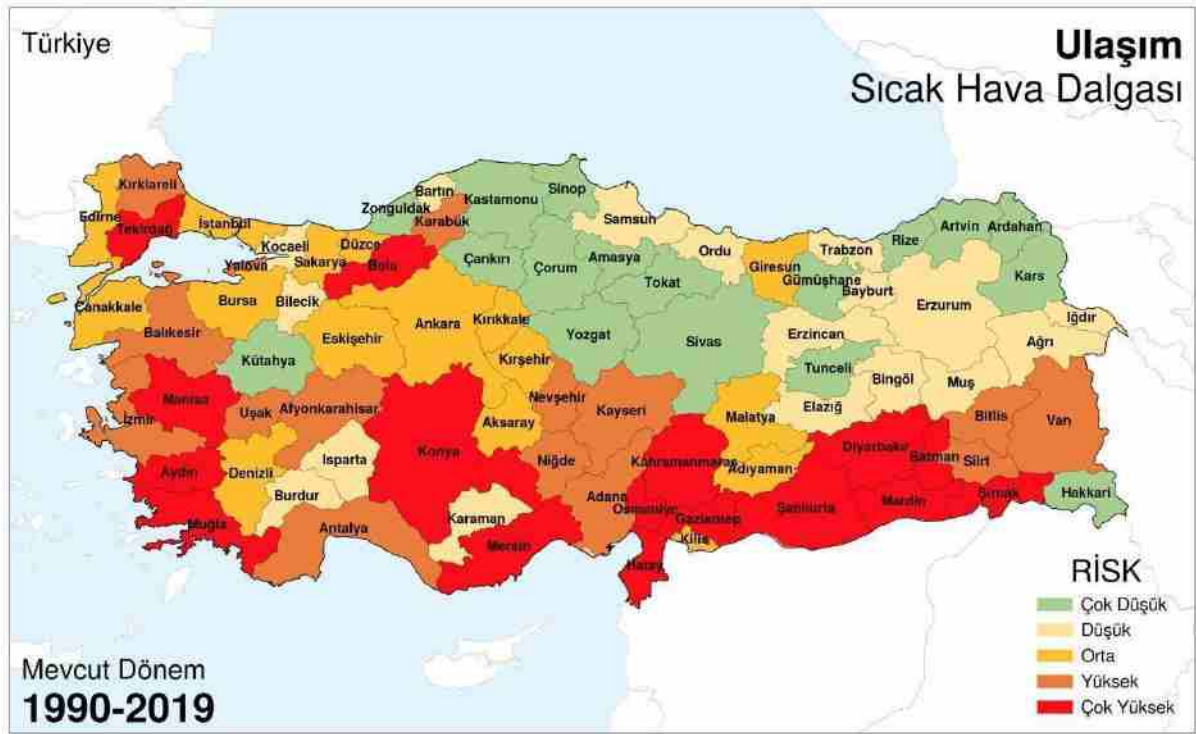 Türkiye
Ulaşım
Sıcak Hava Dalgası
Kırklareli
Edirne
Tekirdağ
İstanbul
Kocaeli
Yalova
Sakarya
Düzce
Bolu
Zonguldak
Bartın
Karabük
Kastamonu
Sinop
Samsun
Çankırı
Çorum
Amasya
Tokat
Ordu
Giresun
Gümüşhane
Trabzon
Bayburt
Rize
Artvin
Ardahan
Kars
Erzurum
Iğdır
Ağrı
Çanakkale
Balıkesir
Bursa
Bilecik
Kütahya
Eskişehir
Ankara
Kırıkkale
Kırşehir
Yozgat
Sivas
Erzincan
Tunceli
Bingöl
Muş
Elazığ
Malatya
Manisa
İzmir
Uşak
Afyonkarahisar
Konya
Aksaray
Nevşehir
Kayseri
Niğde
Kahramanmaraş
Adıyaman
Diyarbakır
Batman
Bitlis
Siirt
Van
Hakkari
Şırnak
Mardin
Şanlıurfa
Gaziantep
Kilis
Osmaniye
Adana
Hatay
Mersin
Karaman
Antalya
Isparta
Burdur
Denizli
Aydın
Muğla
RİSK
Çok Düşük
Düşük
Orta
Yüksek
Çok Yüksek
Mevcut Dönem
1990-2019